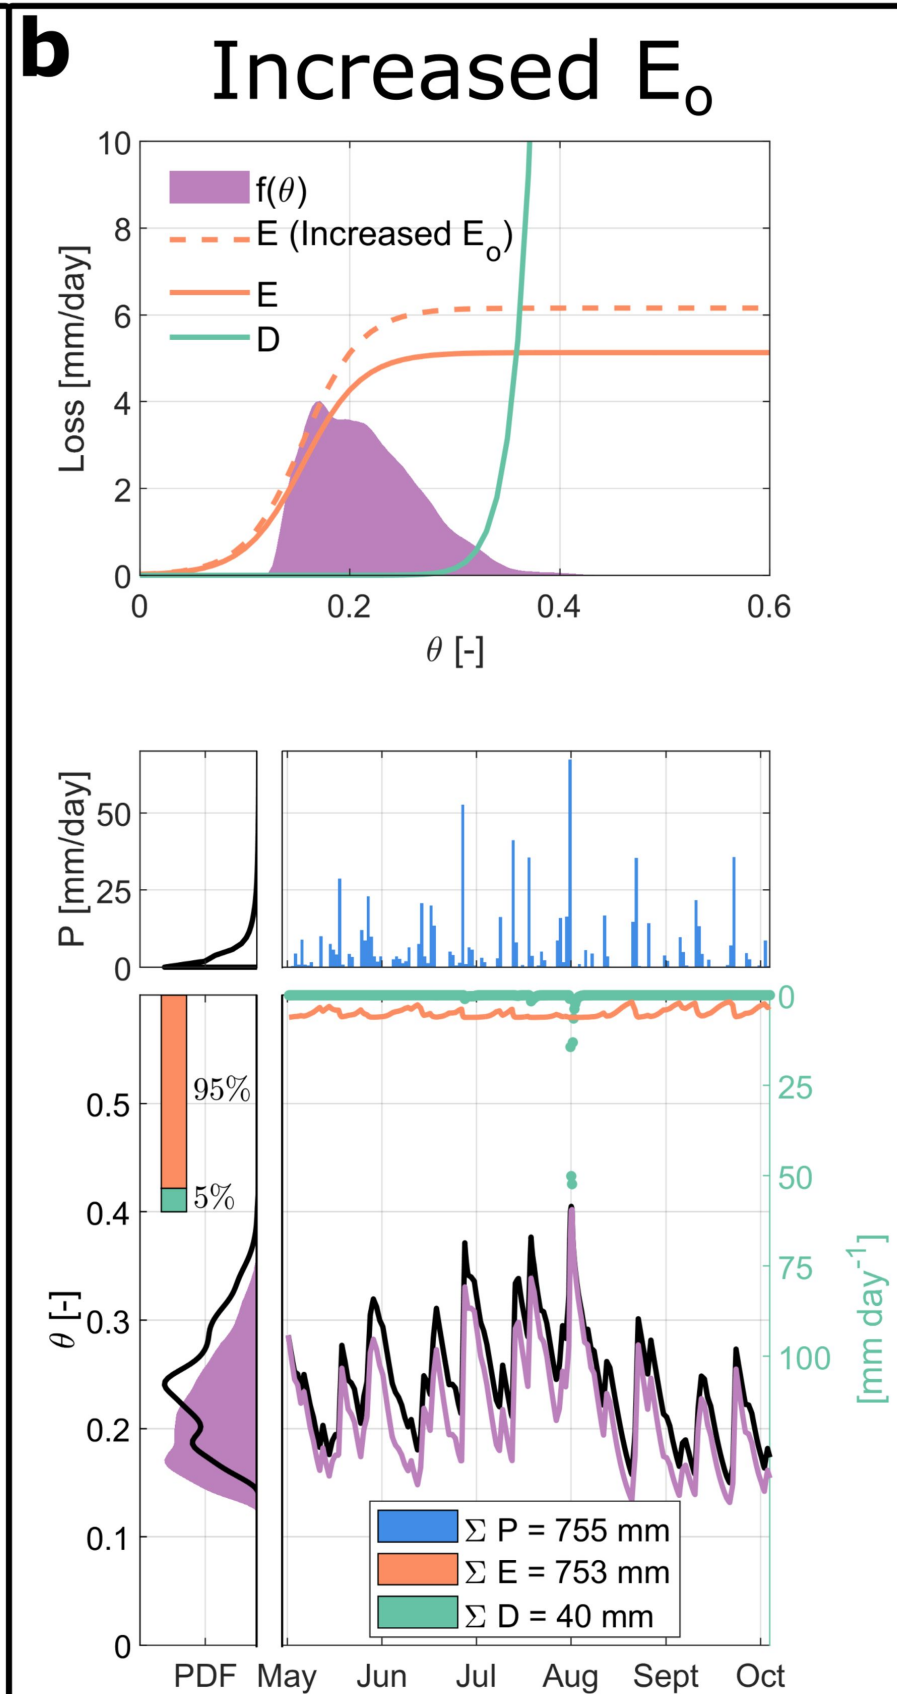 b
Increased Eo
10
8
6
4
2
0
Loss [mm/day]
f(θ)
E (Increased Eo)
E
D
0 0.2 0.4 0.6
θ [-]
P [mm/day]
50
25
0
95%
5%
θ [-]
0.5
0.4
0.3
0.2
0.1
0
0
25
50
75
100
[mm day-1]
Σ P = 755 mm
Σ E = 753 mm
Σ D = 40 mm
PDF May Jun Jul Aug Sept Oct